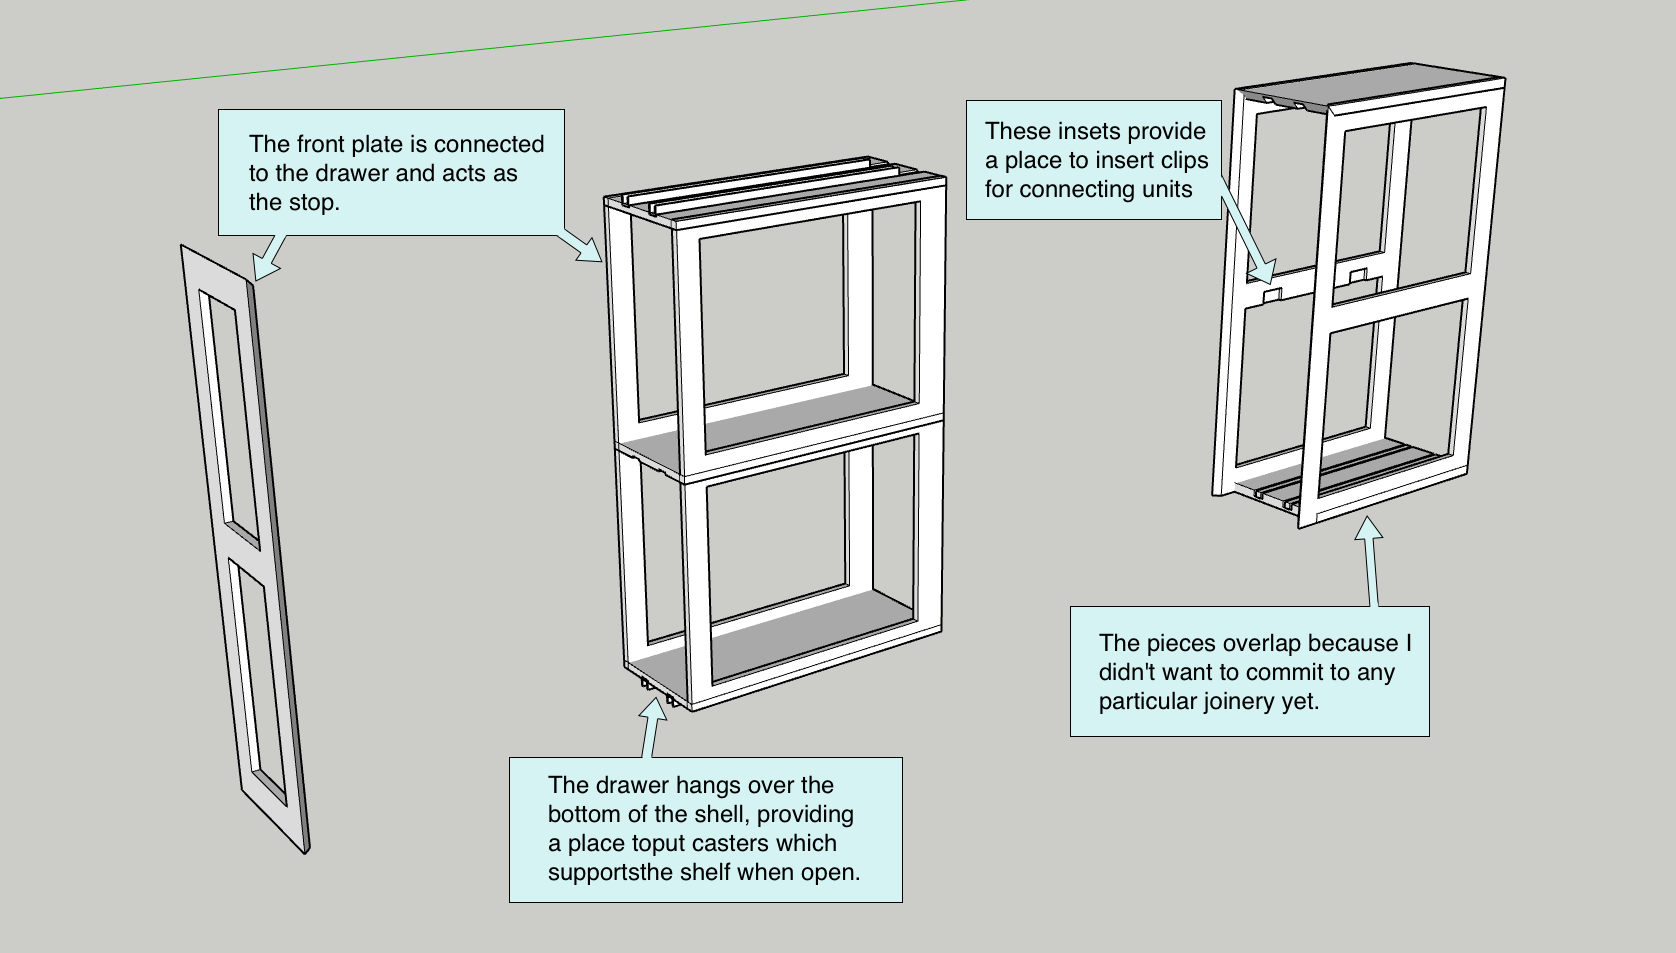 The front plate is connected
to the drawer and acts as
the stop.
These insets provide
a place to insert clips
for connecting units
The pieces overlap because I
didn't want to commit to any
particular joinery yet.
The drawer hangs over the
bottom of the shell, providing
a place toput casters which
supportsthe shelf when open.